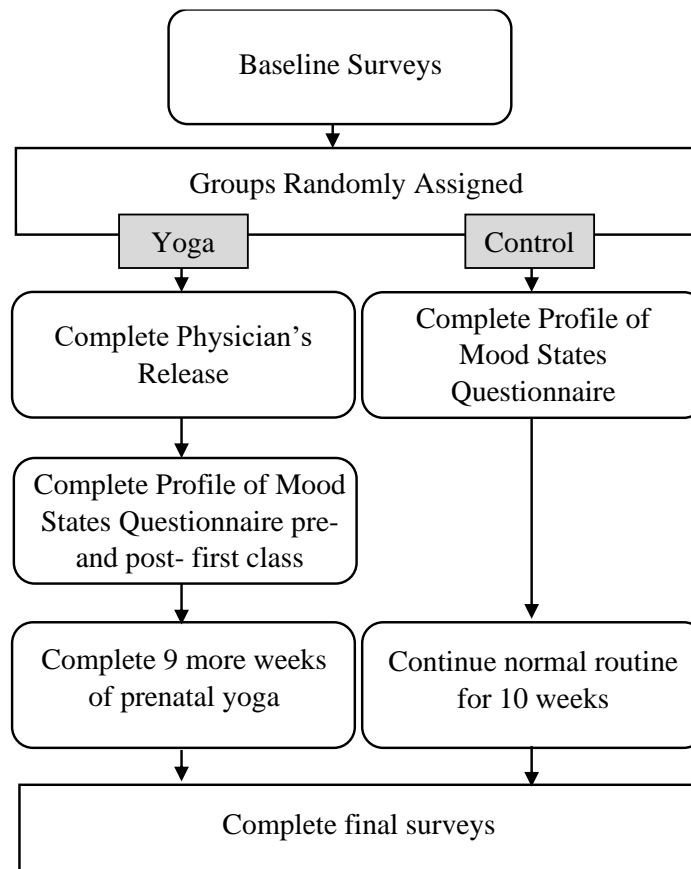 Baseline Surveys
Groups Randomly Assigned
Yoga
Control
Complete Physician’s
Release
Complete Profile of
Mood States
Questionnaire
Complete Profile of Mood
States Questionnaire pre-
and post- first class
Complete 9 more weeks
of prenatal yoga
Continue normal routine
for 10 weeks
Complete final surveys